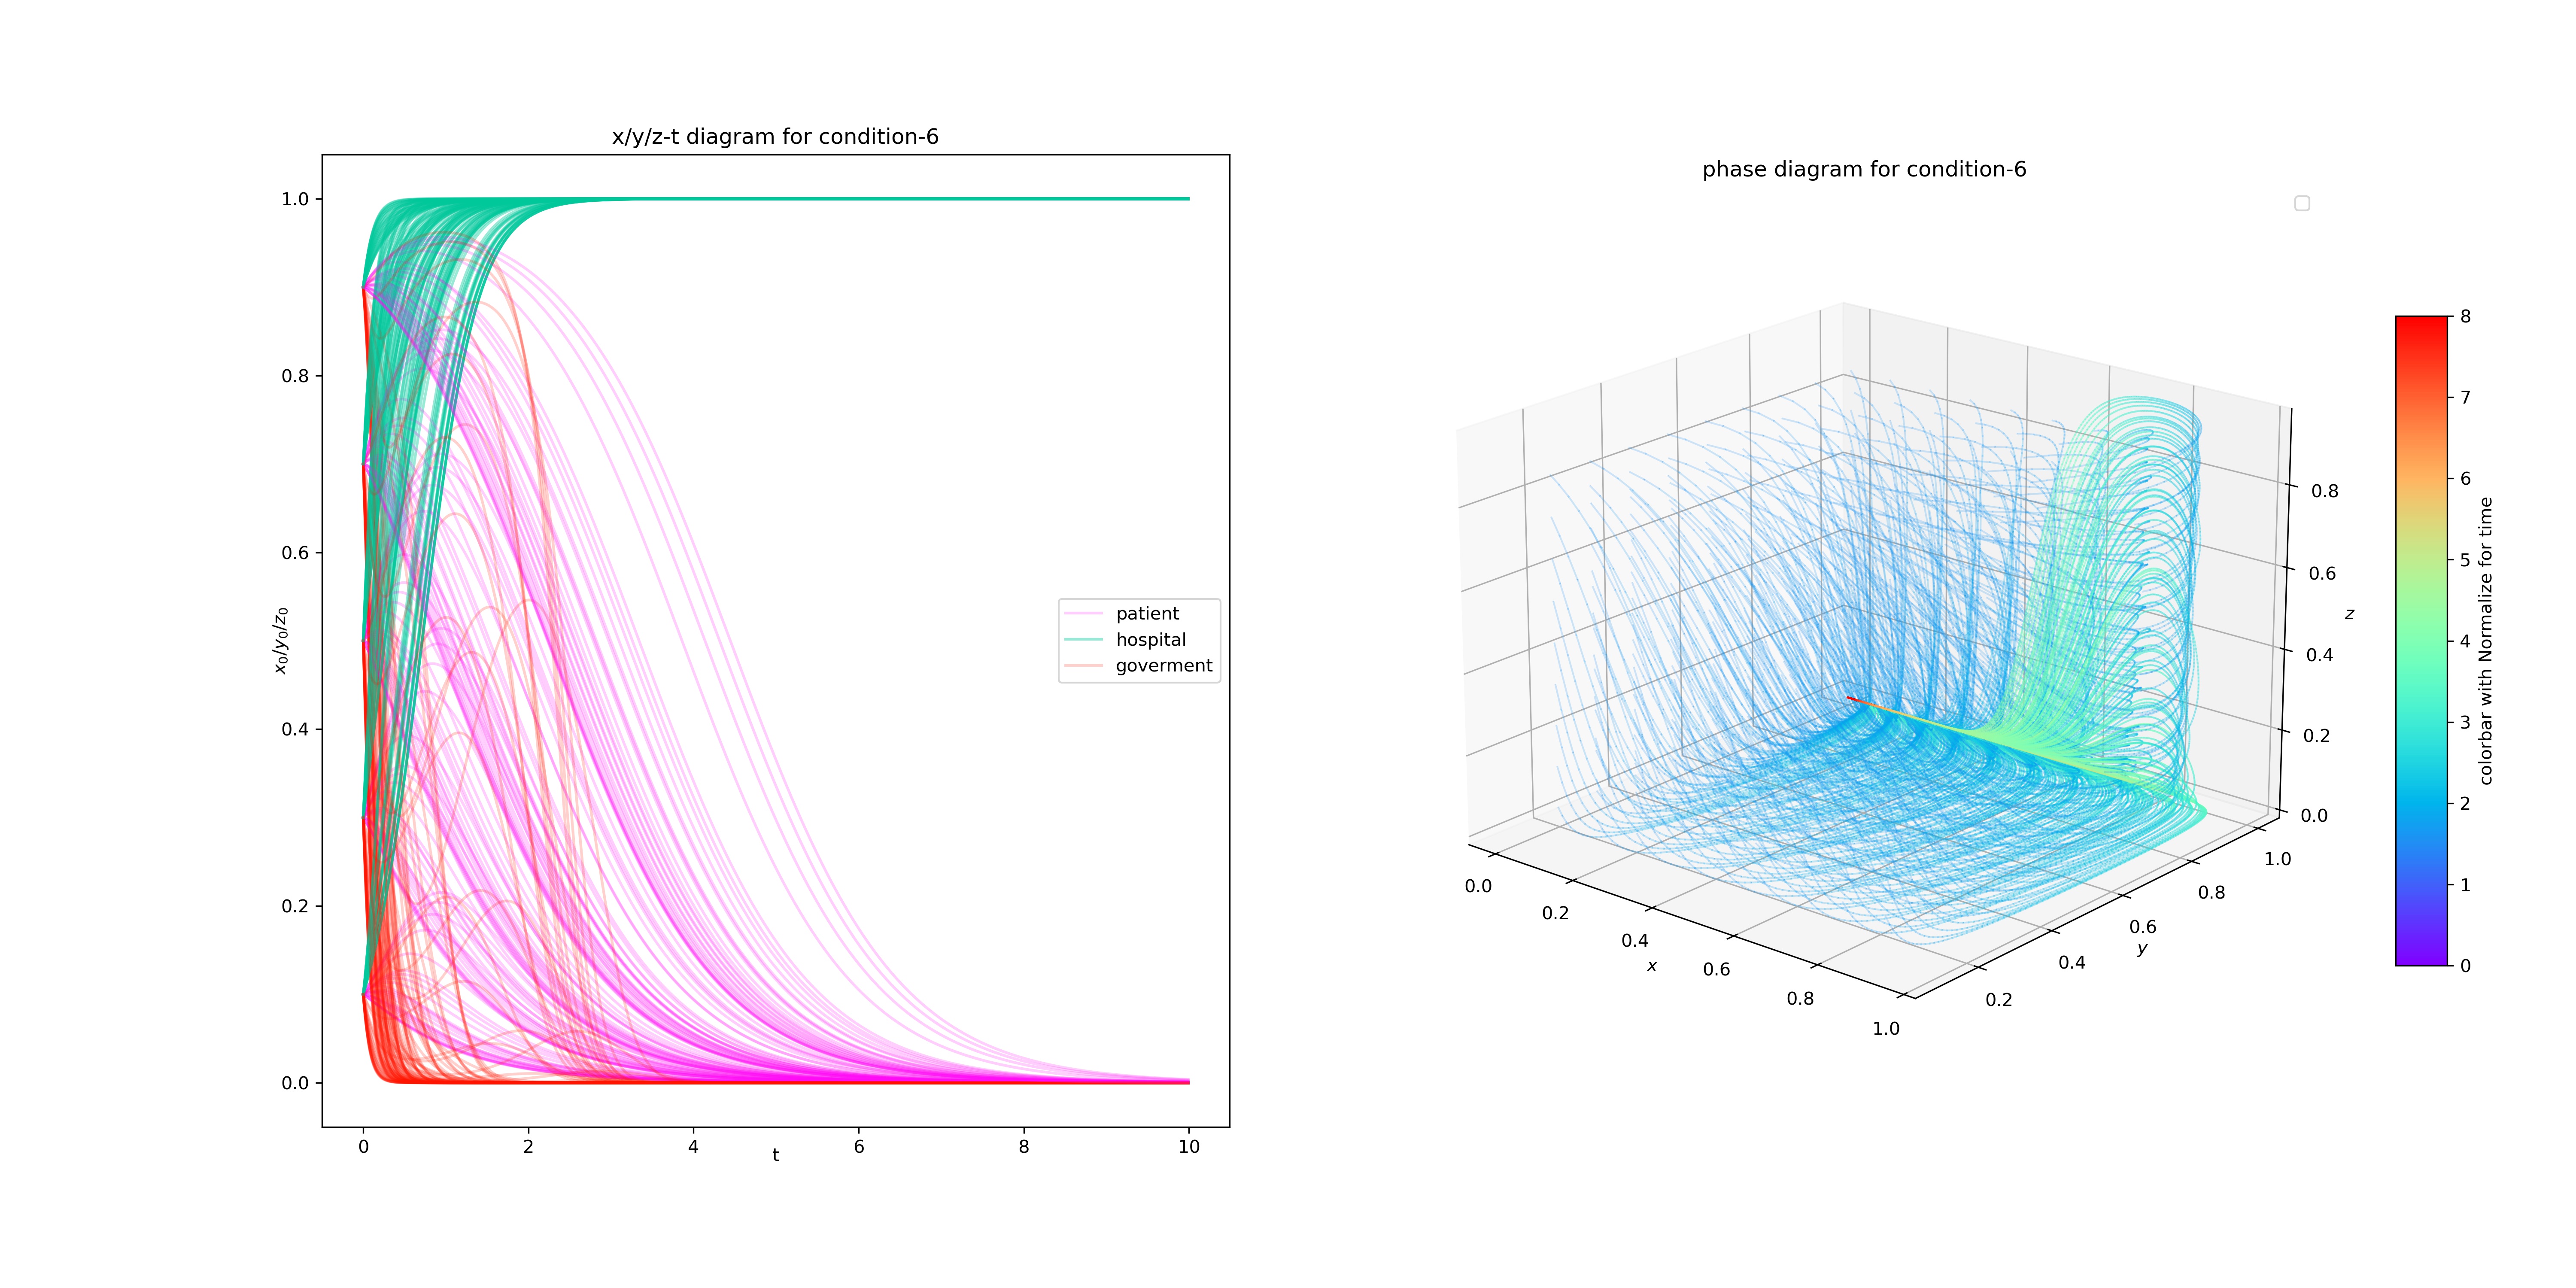 x/y/z-t diagram for condition-6
1.0
0.8
0.6
0.4
0.2
0.0
x₀/y₀/z₀
0 2 4 6 8 10
t
patient
hospital
goverment
phase diagram for condition-6
0.0 0.2 0.4 0.6 0.8 1.0
x
0.2 0.4 0.6 0.8 1.0
y
0.8
0.6
0.4
0.2
0.0
z
8
7
6
5
4
3
2
1
0
colorbar with Normalize for time